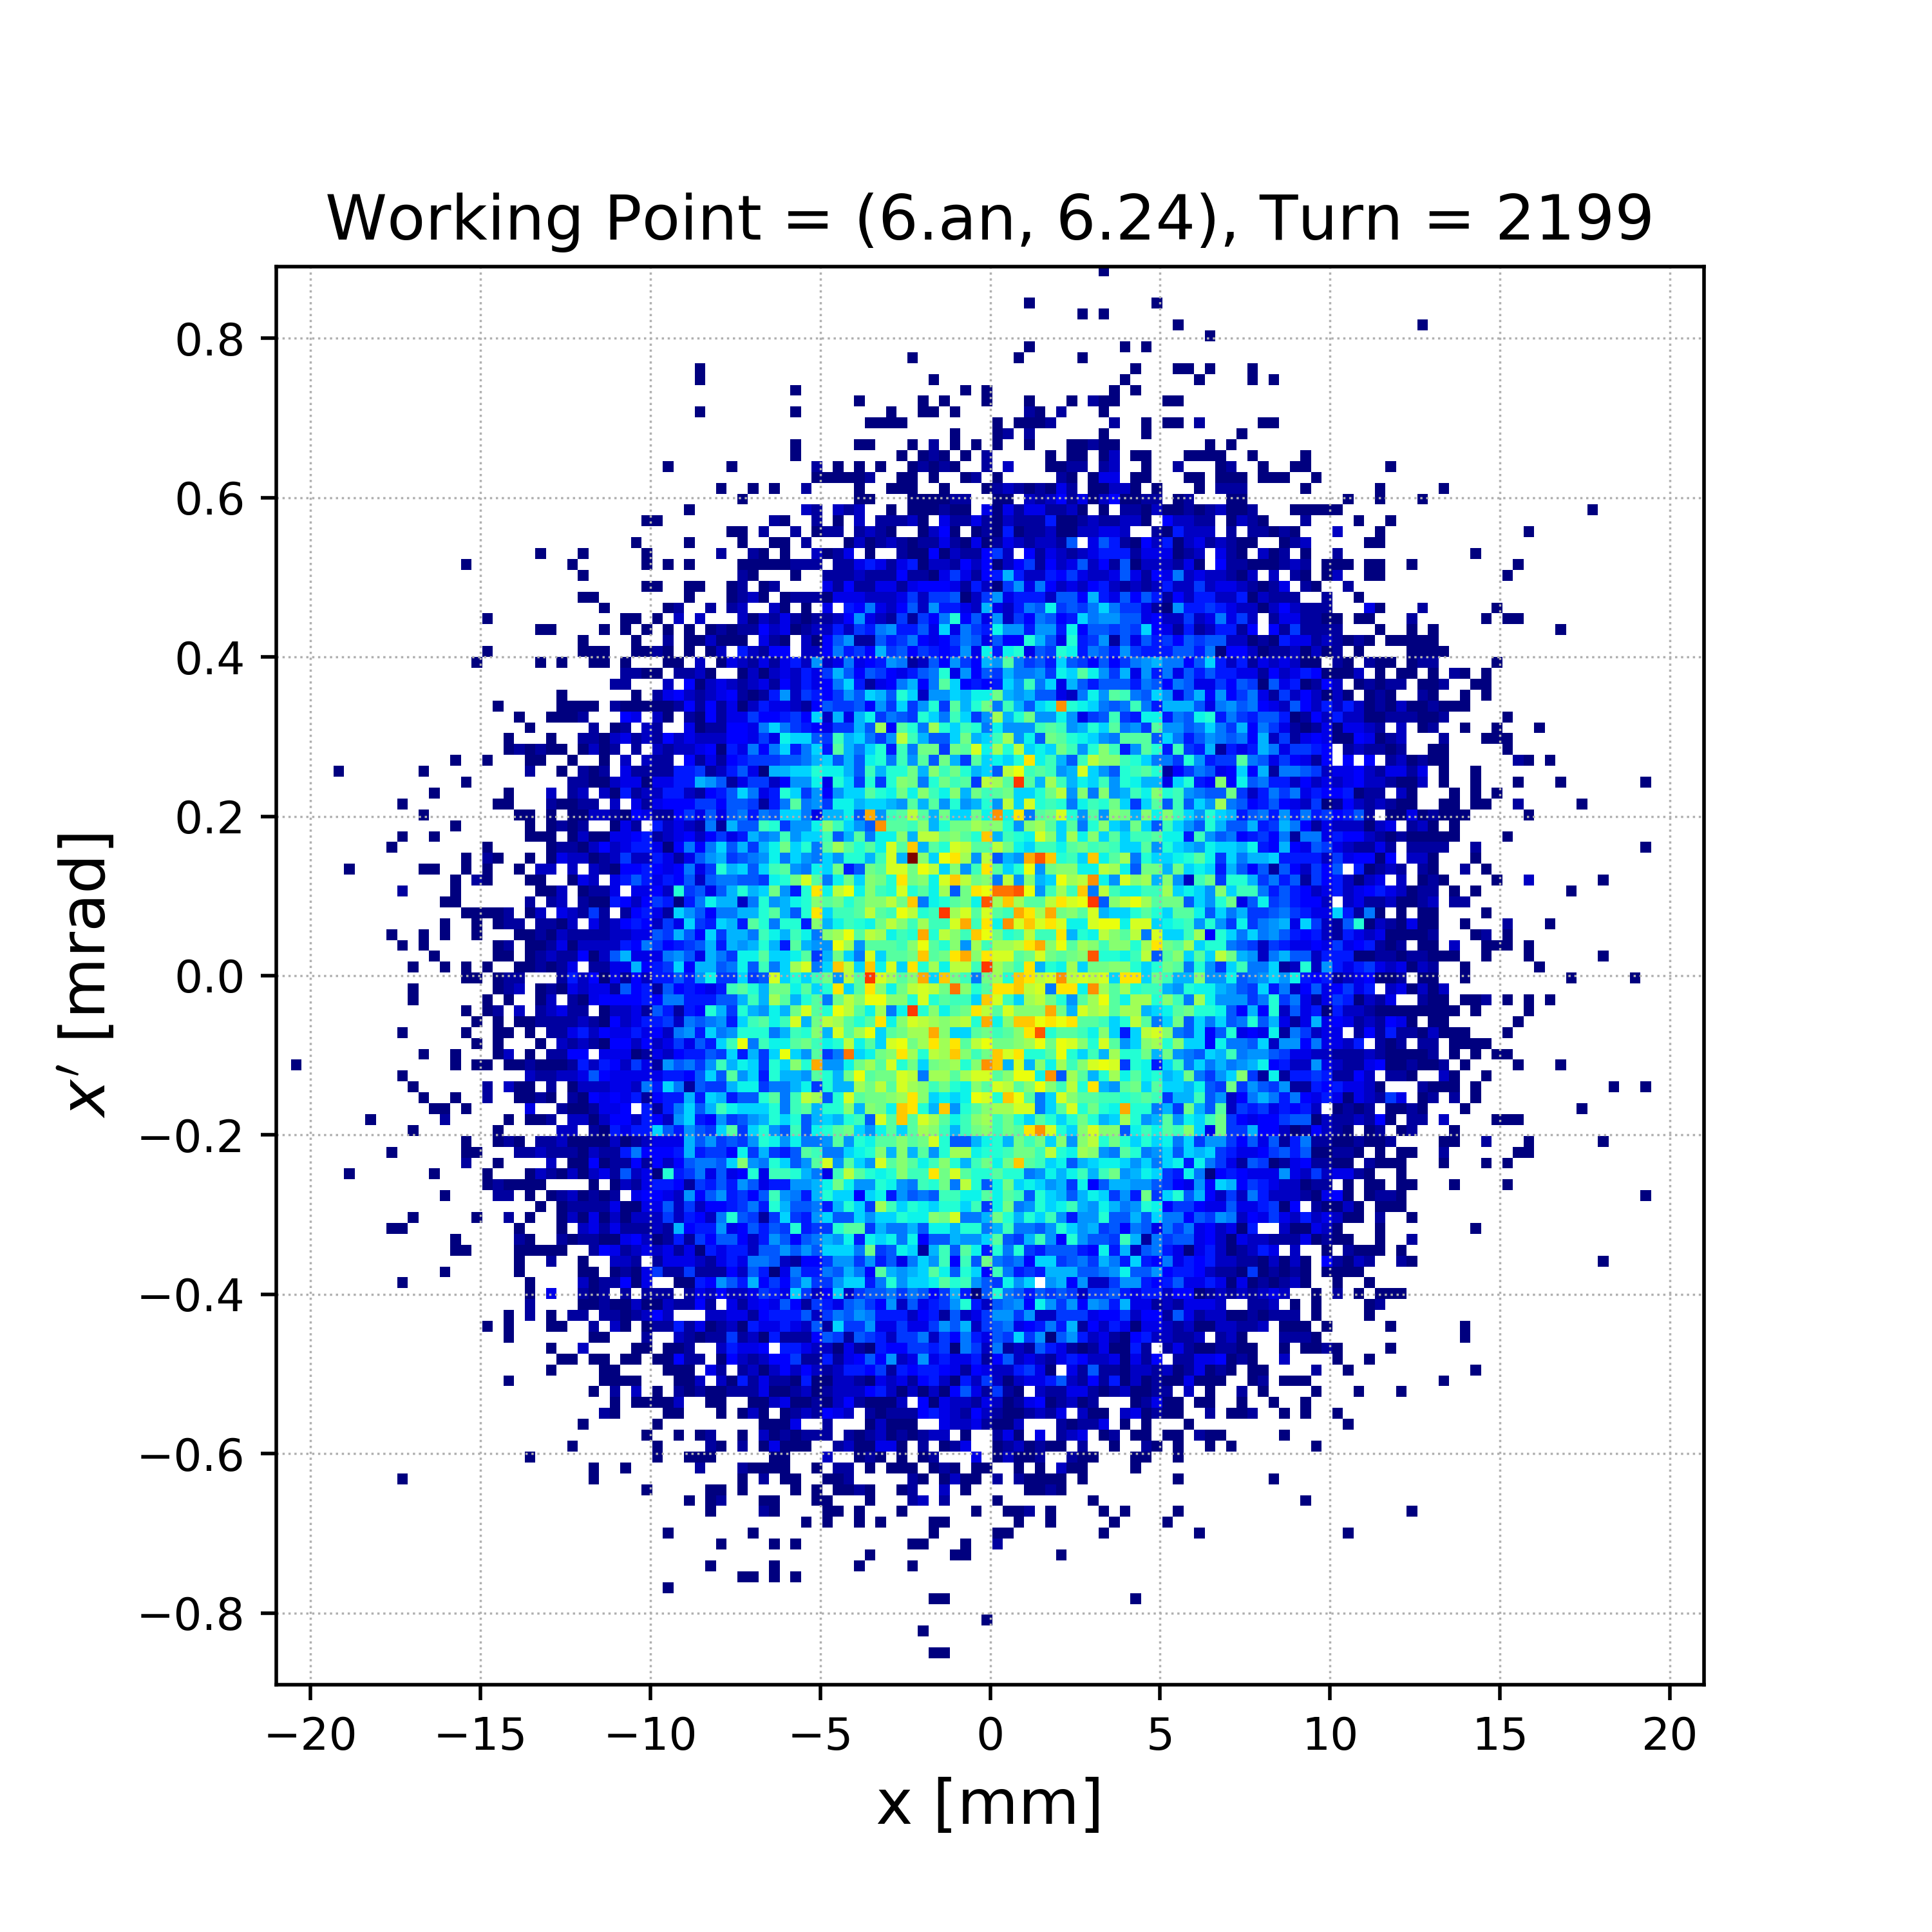 Working Point = (6.an, 6.24), Turn = 2199
0.8
0.6
0.4
0.2
0.0
−0.2
−0.4
−0.6
−0.8
x′ [mrad]
−20 −15 −10 −5 0 5 10 15 20
x [mm]